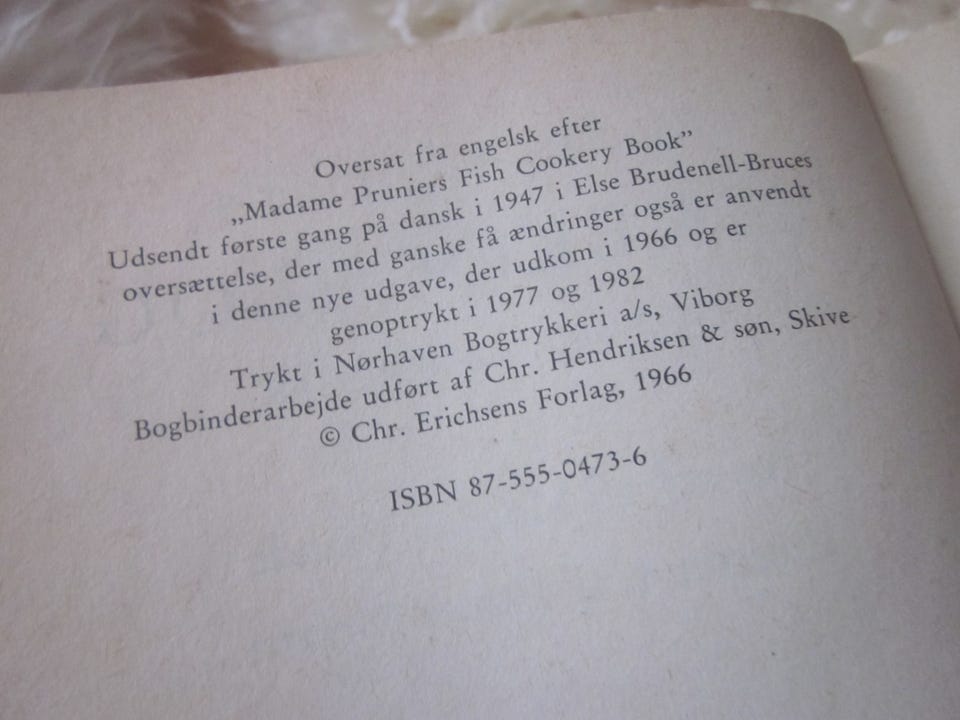 Oversat fra engelsk efter
„Madame Pruniers Fish Cookery Book”
Udsendt første gang på dansk i 1947 i Else Brudenell-Bruces
oversættelse, der med ganske få ændringer også er anvendt
i denne nye udgave, der udkom i 1966 og er
genoptrykt i 1977 og 1982
Trykt i Nørhaven Bogtrykkeri a/s, Viborg
Bogbinderarbejde udført af Chr. Hendriksen & søn, Skive
© Chr. Erichsens Forlag, 1966
ISBN 87-555-0473-6